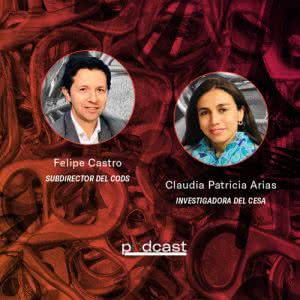 Felipe Castro
SUBDIRECTOR DEL CODS
Claudia Patricia Arias
INVESTIGADORA DEL CESA
podcast